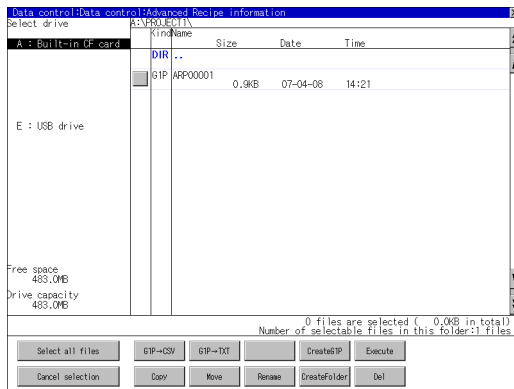 Data control:Data control:Advanced Recipe information
Select drive
A:\PROJECT1\
Kind Name
Size Date Time
A : Built-in CF card
DIR ..
G1P ARP00001
0.9KB 07-04-08 14:21
E : USB drive
Free space
483.0MB
Drive capacity
483.0MB
0 files are selected ( 0.0KB in total)
Number of selectable files in this folder:1 files
Select all files G1P→CSV G1P→TXT CreateG1P Execute
Cancel selection Copy Move Rename CreateFolder Del